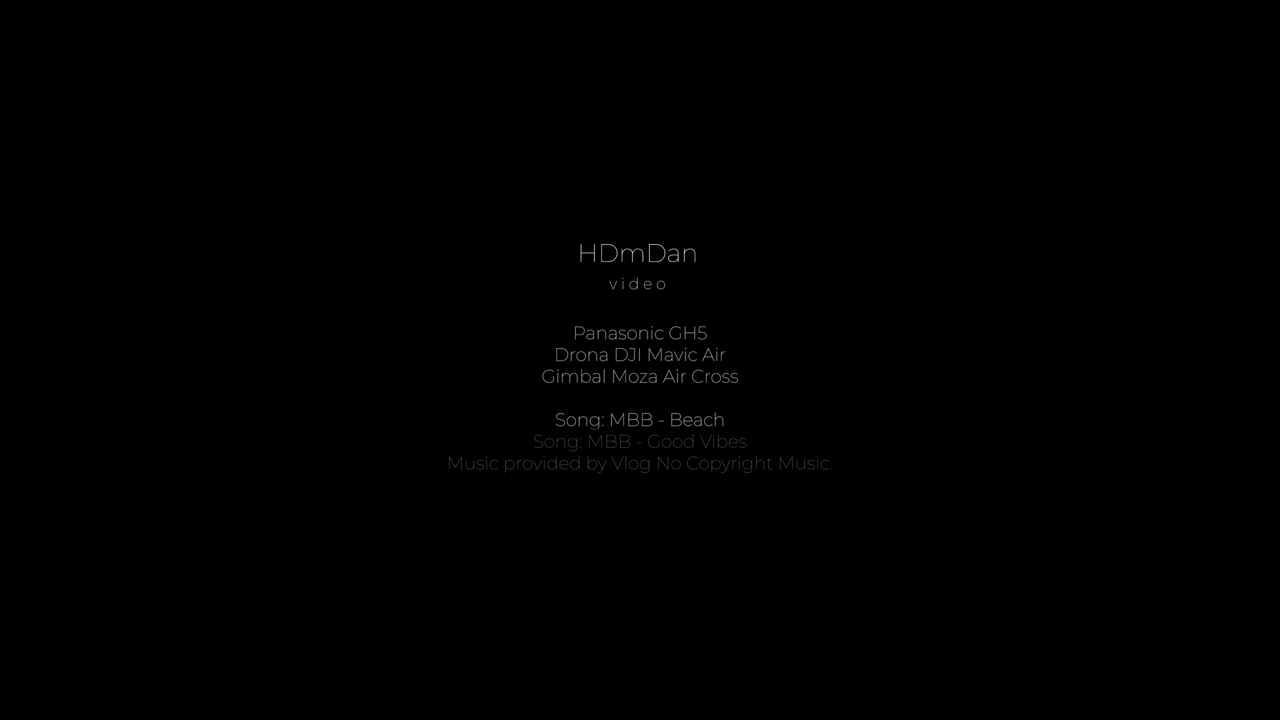 HDmDan
video
Panasonic GH5
Drona DJI Mavic Air
Gimbal Moza Air Cross
Song: MBB - Beach
Song: MBB - Good Vibes
Music provided by Vlog No Copyright Music.